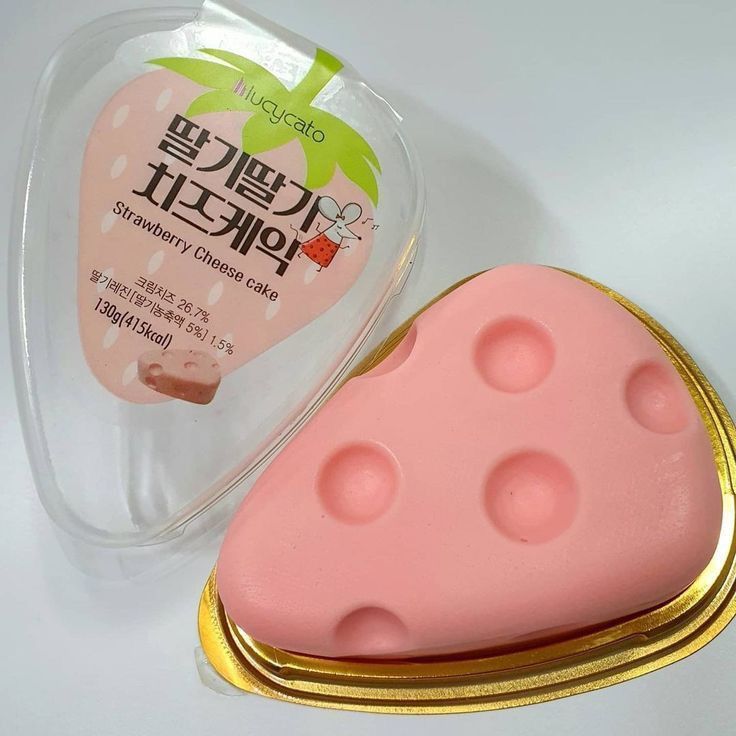 lucycato
딸기딸기
치즈케익
Strawberry Cheese cake
크림치즈 26.7%
딸기레진[딸기농축액 5%] 1.5%
130g(415kcal)